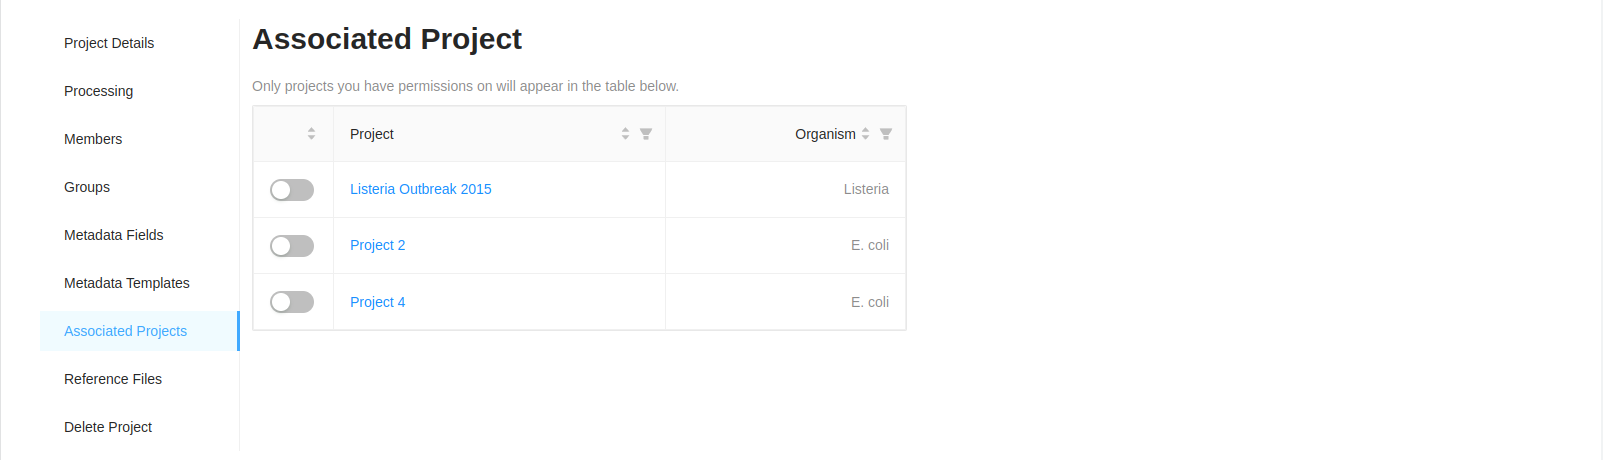 Project Details
Processing
Members
Groups
Metadata Fields
Metadata Templates
Associated Projects
Reference Files
Delete Project
Associated Project
Only projects you have permissions on will appear in the table below.
Project Organism
Listeria Outbreak 2015 Listeria
Project 2 E. coli
Project 4 E. coli